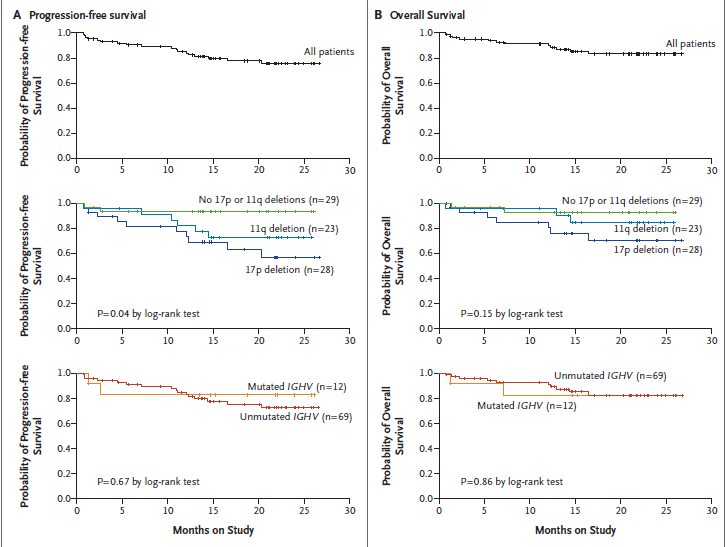 A Progression-free survival
Probability of Progression-free
Survival
1.0
0.8
0.6
0.4
0.2
0.0
All patients
0 5 10 15 20 25 30
Probability of Progression-free
Survival
1.0
0.8
0.6
0.4
0.2
0.0
No 17p or 11q deletions (n=29)
11q deletion (n=23)
17p deletion (n=28)
P=0.04 by log-rank test
0 5 10 15 20 25 30
Probability of Progression-free
Survival
1.0
0.8
0.6
0.4
0.2
0.0
Mutated IGHV (n=12)
Unmutated IGHV (n=69)
P=0.67 by log-rank test
0 5 10 15 20 25 30
Months on Study
B Overall Survival
Probability of Overall
Survival
1.0
0.8
0.6
0.4
0.2
0.0
All patients
0 5 10 15 20 25 30
Probability of Overall
Survival
1.0
0.8
0.6
0.4
0.2
0.0
No 17p or 11q deletions (n=29)
11q deletion (n=23)
17p deletion (n=28)
P=0.15 by log-rank test
0 5 10 15 20 25 30
Probability of Overall
Survival
1.0
0.8
0.6
0.4
0.2
0.0
Unmutated IGHV (n=69)
Mutated IGHV (n=12)
P=0.86 by log-rank test
0 5 10 15 20 25 30
Months on Study